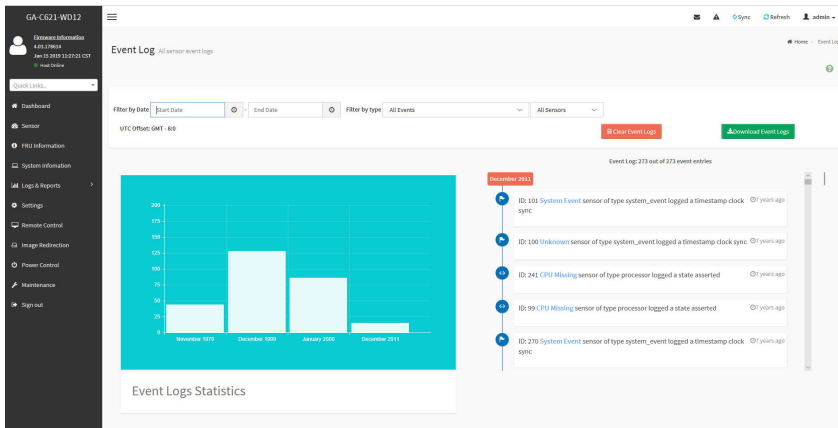 GA-C621-WD12
Sync
Refresh
admin
Firmware Information
4.03.178614
Jan 15 2019 11:27:21 CST
Host Online
Event Log All sensor event logs
Home - Event Log
Quick Links...
Dashboard
Sensor
FRU Information
System Infomation
Logs & Reports
Settings
Remote Control
Image Redirection
Power Control
Maintenance
Sign out
Filter by Date Start Date - End Date Filter by type All Events All Sensors
UTC Offset: GMT - 8:0
Clear Event Logs
Download Event Logs
200
175
150
125
100
75
50
25
0
November 1970 December 1999 January 2000 December 2011
Event Logs Statistics
Event Log: 273 out of 273 event entries
December 2011
ID: 101 System Event sensor of type system_event logged a timestamp clock
sync
7 years ago
ID: 100 Unknown sensor of type system_event logged a timestamp clock sync 7 years ago
ID: 241 CPU Missing sensor of type processor logged a state asserted 7 years ago
ID: 99 CPU Missing sensor of type processor logged a state asserted 7 years ago
ID: 270 System Event sensor of type system_event logged a timestamp clock
sync
7 years ago